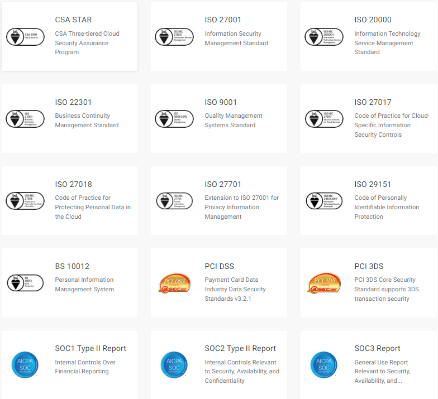 CSA STAR
CSA Three-tiered Cloud
Security Assurance
Program
ISO 27001
Information Security
Management Standard
ISO 20000
Information Technology
Service Management
Standard
ISO 22301
Business Continuity
Management Standard
ISO 9001
Quality Management
Systems Standard
ISO 27017
Code of Practice for Cloud-
Specific Information
Security Controls
ISO 27018
Code of Practice for
Protecting Personal Data in
the Cloud
ISO 27701
Extension to ISO 27001 for
Privacy Information
Management
ISO 29151
Code of Personally
Identifiable Information
Protection
BS 10012
Personal Information
Management System
PCI DSS
Payment Card Data
Industry Data Security
Standards v3.2.1
PCI 3DS
PCI 3DS Core Security
Standard supports 3DS
transaction security
AICPA
SOC
SOC1 Type II Report
Internal Controls Over
Financial Reporting
AICPA
SOC
SOC2 Type II Report
Internal Controls Relevant
to Security, Availability, and
Confidentiality
AICPA
SOC
SOC3 Report
General Use Report
Relevant to Security,
Availability, and...